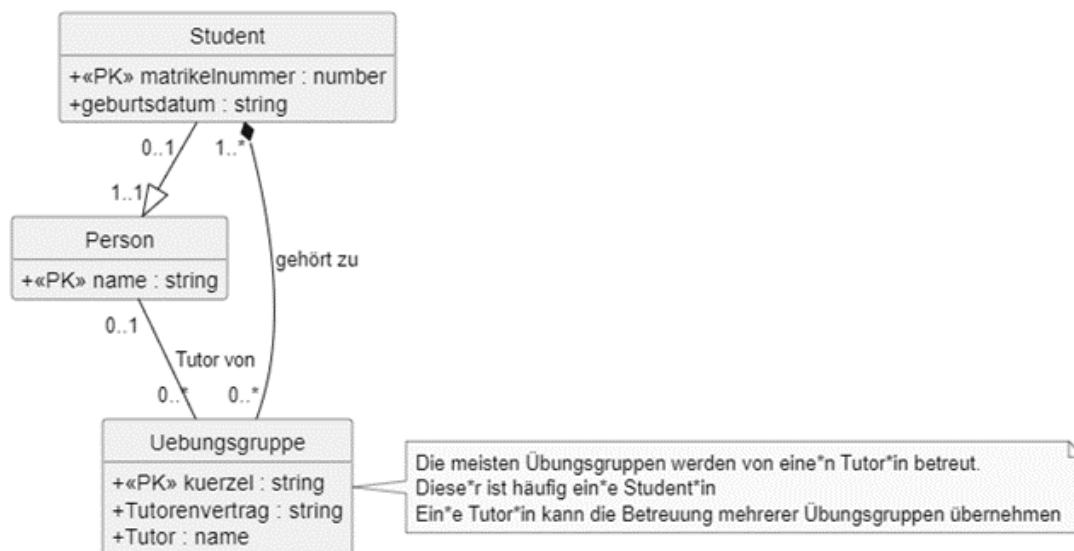 Student
+«PK» matrikelnummer : number
+geburtsdatum : string
0..1
1..*
1..1
Person
+«PK» name : string
gehört zu
0..1
Tutor von
0..*
0..*
Uebungsgruppe
+«PK» kuerzel : string
+Tutorenvertrag : string
+Tutor : name
Die meisten Übungsgruppen werden von eine*n Tutor*in betreut.
Diese*r ist häufig ein*e Student*in
Ein*e Tutor*in kann die Betreuung mehrerer Übungsgruppen übernehmen